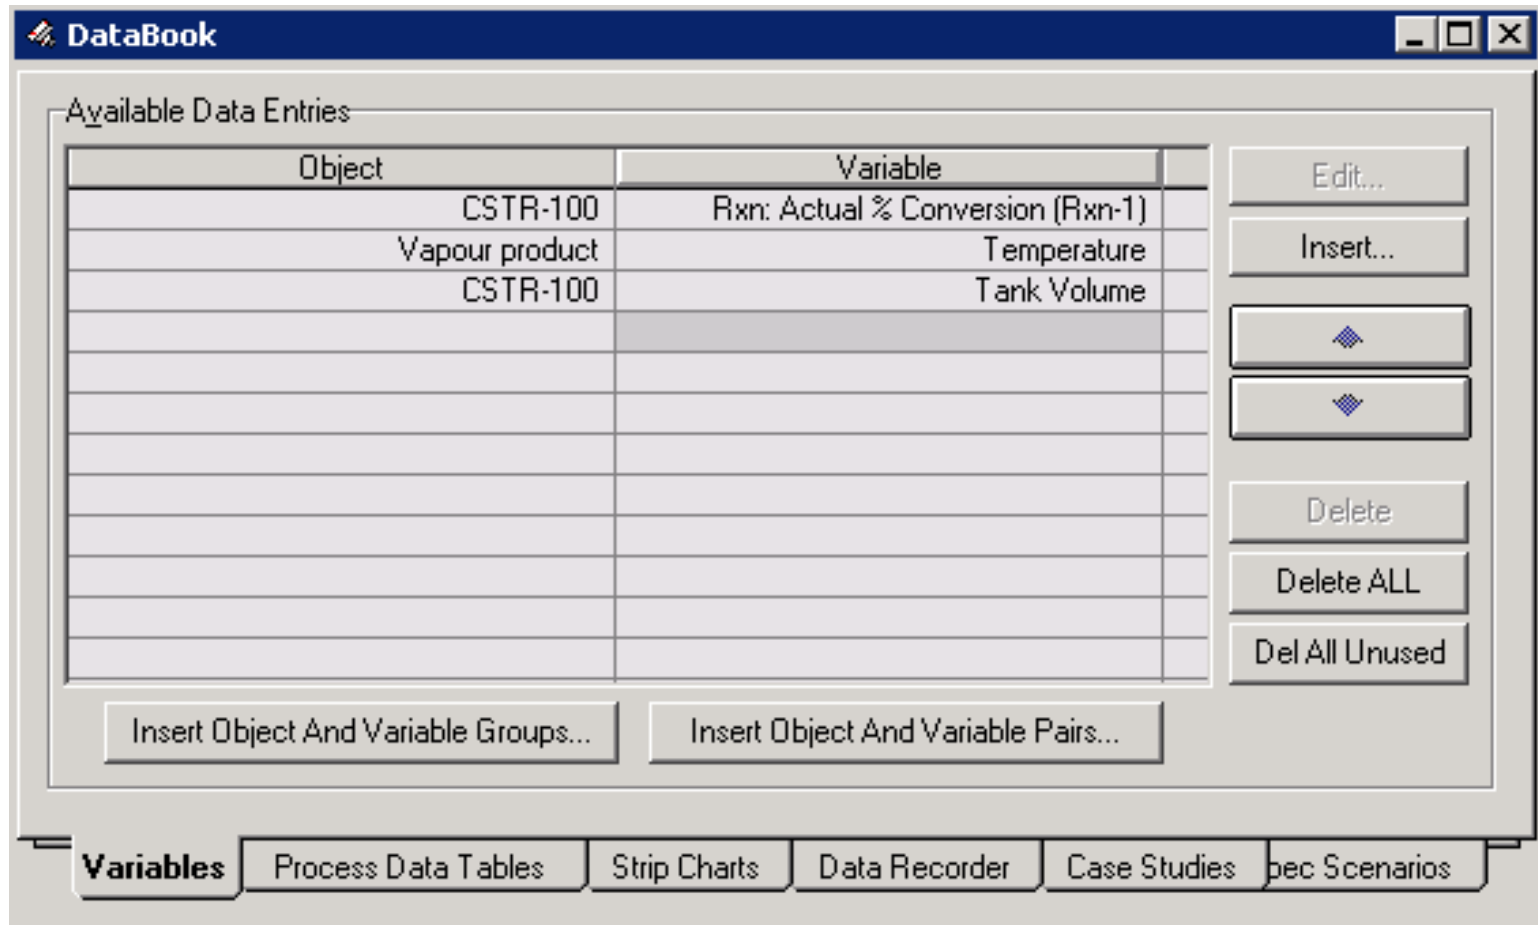 DataBook
Available Data Entries
Object Variable
CSTR-100 Rxn: Actual % Conversion (Rxn-1)
Vapour product Temperature
CSTR-100 Tank Volume
Edit...
Insert...
Delete
Delete ALL
Del All Unused
Insert Object And Variable Groups... Insert Object And Variable Pairs...
Variables Process Data Tables Strip Charts Data Recorder Case Studies pec Scenarios